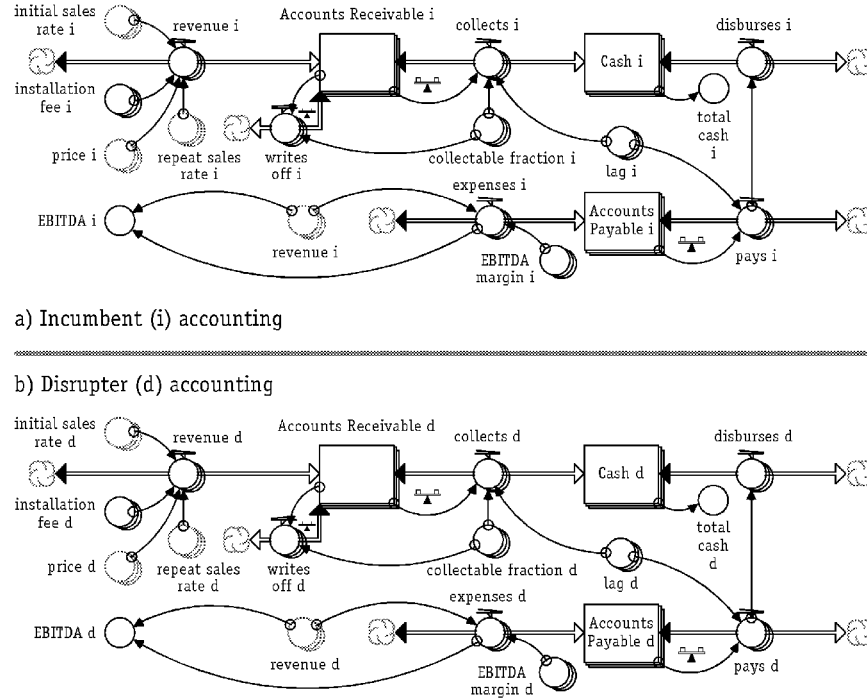 initial sales
rate i
revenue i
Accounts Receivable i
collects i
disburses i
installation
fee i
Cash i
price i
repeat sales
rate i
writes
off i
collectable fraction i
lag i
total
cash
i
expenses i
EBITDA i
revenue i
Accounts
Payable i
EBITDA
margin i
pays i
a) Incumbent (i) accounting
b) Disrupter (d) accounting
initial sales
rate d
revenue d
Accounts Receivable d
collects d
disburses d
installation
fee d
Cash d
price d
repeat sales
rate d
writes
off d
collectable fraction d
lag d
total
cash
d
expenses d
EBITDA d
revenue d
Accounts
Payable d
EBITDA
margin d
pays d